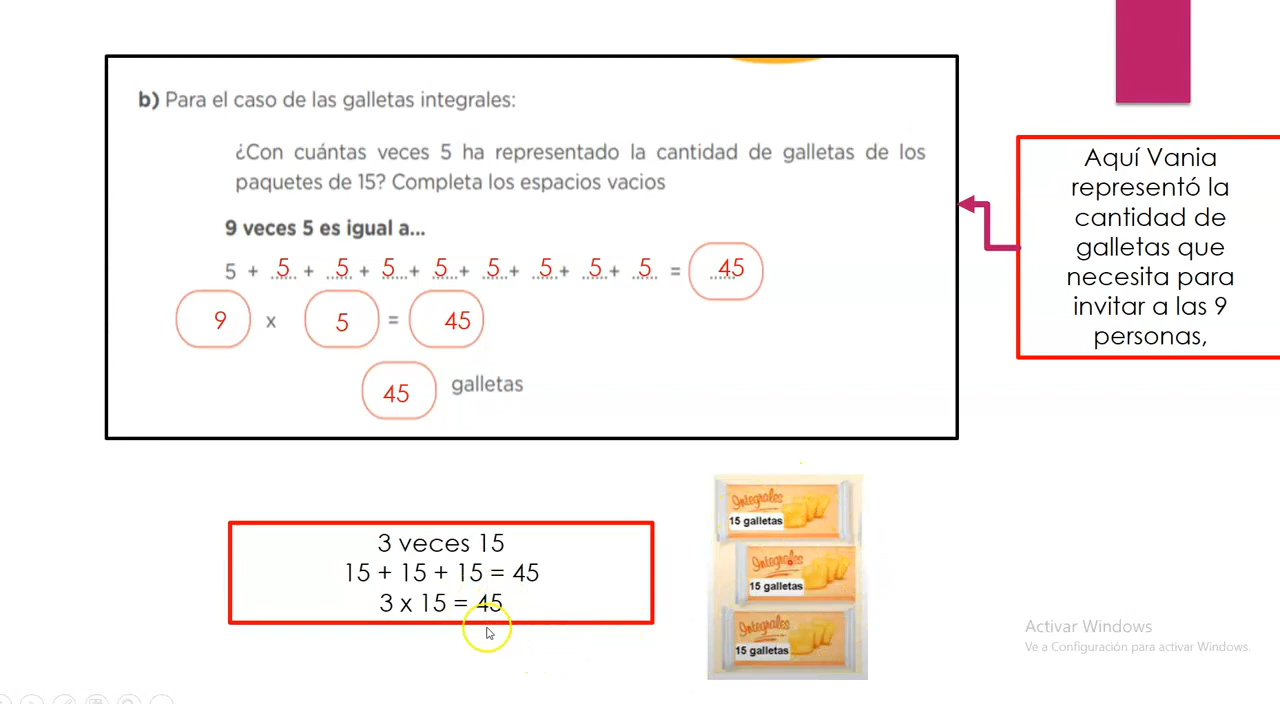 b) Para el caso de las galletas integrales:
¿Con cuántas veces 5 ha representado la cantidad de galletas de los
paquetes de 15? Completa los espacios vacios
9 veces 5 es igual a...
5 + 5 + 5 + 5 + 5 + 5 + 5 + 5 + 5 = 45
9 x 5 = 45
45 galletas
Aquí Vania
representó la
cantidad de
galletas que
necesita para
invitar a las 9
personas,
3 veces 15
15 + 15 + 15 = 45
3 x 15 = 45
Integrales
15 galletas
Integrales
15 galletas
Integrales
15 galletas
Activar Windows
Ve a Configuración para activar Windows.